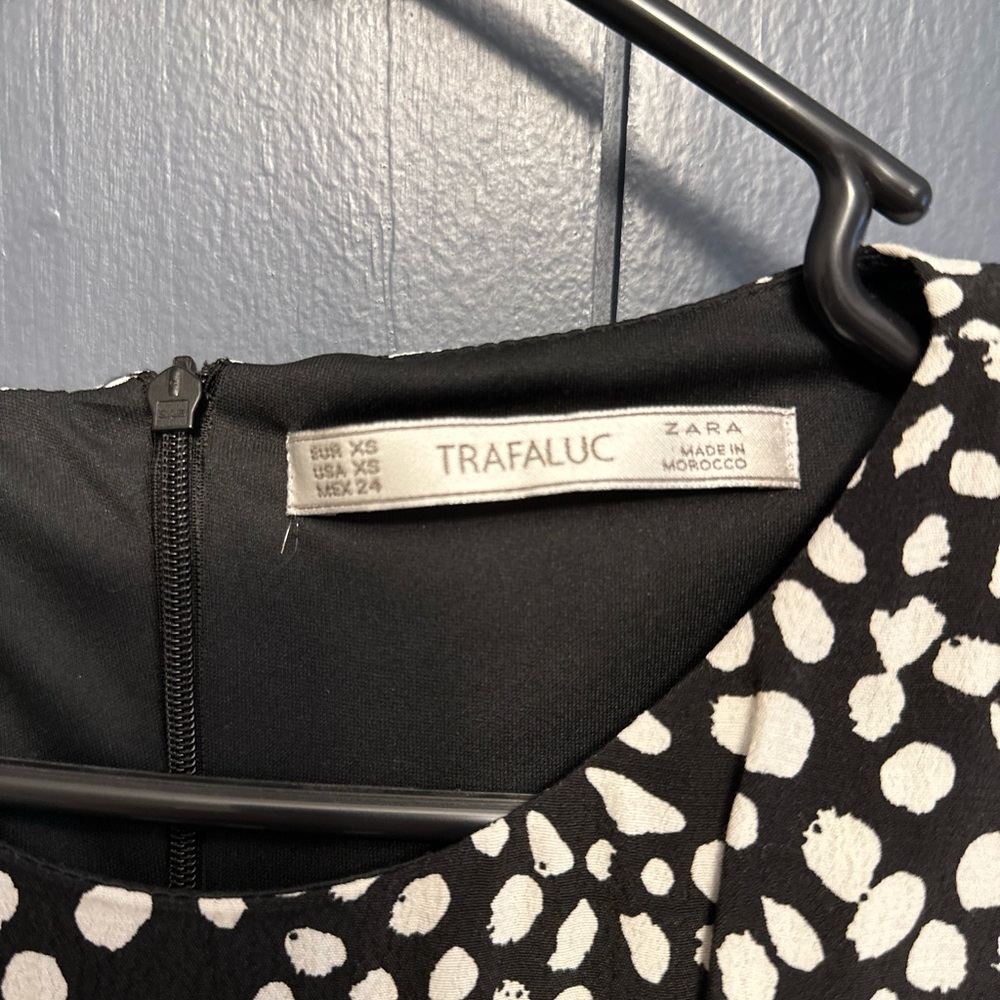 EUR XS
USA XS
MEX 24
TRAFALUC
ZARA
MADE IN
MOROCCO